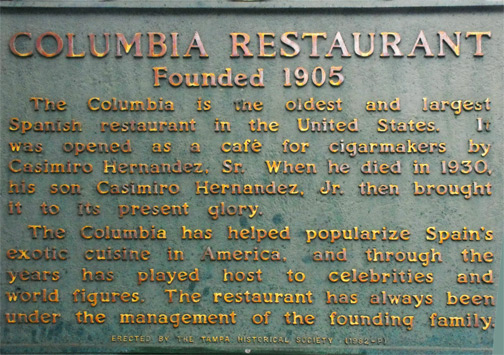 COLUMBIA RESTAURANT
Founded 1905
The Columbia is the oldest and largest
Spanish restaurant in the United States. It
was opened as a cafe for cigarmakers by
Casimiro Hernandez, Sr. When he died in 1930,
his son Casimiro Hernandez, Jr. then brought
it to its present glory.
The Columbia has helped popularize Spain's
exotic cuisine in America, and through the
years has played host to celebrities and
world figures. The restaurant has always been
under the management of the founding family.
ERECTED BY THE TAMPA HISTORICAL SOCIETY (1982-9)